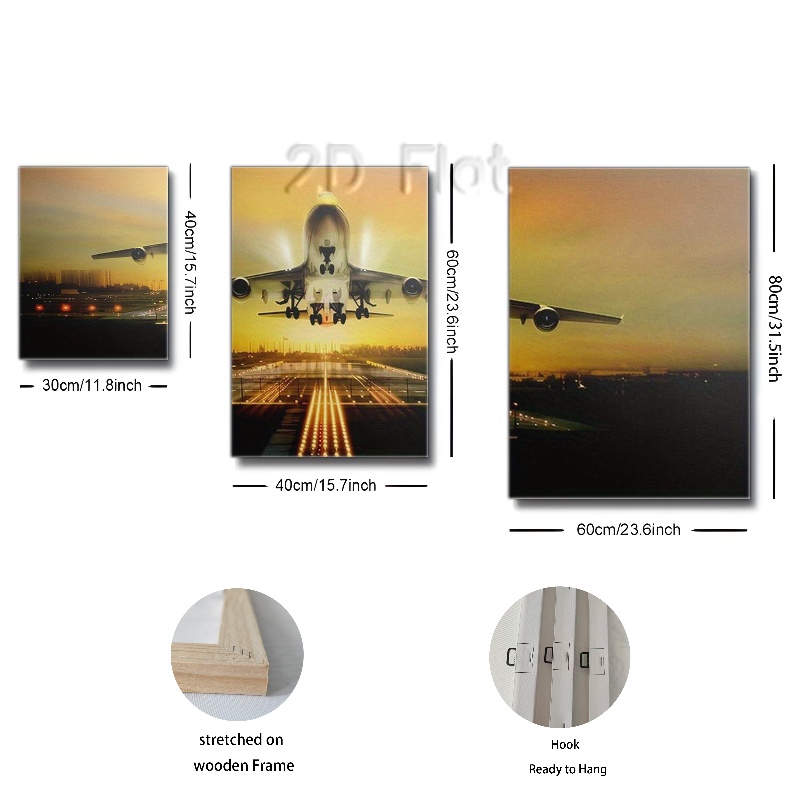 2D Flat
40cm/15.7inch
30cm/11.8inch
60cm/23.6inch
40cm/15.7inch
80cm/31.5inch
60cm/23.6inch
stretched on
wooden Frame
Hook
Ready to Hang